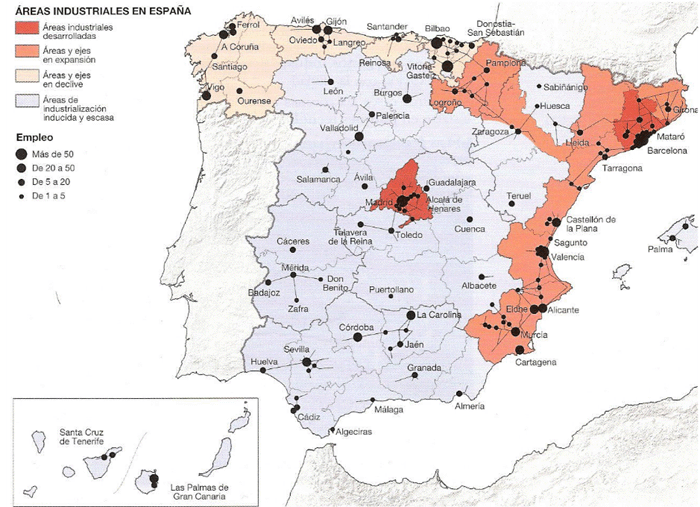 ÁREAS INDUSTRIALES EN ESPAÑA
Áreas industriales
desarrolladas
Áreas y ejes
en expansión
Áreas y ejes
en declive
Áreas de
industrialización
inducida y escasa
Empleo
Más de 50
De 20 a 50
De 5 a 20
De 1 a 5
Ferrol
A Coruña
Santiago
Vigo
Ourense
Avilés
Gijón
Oviedo
Langreo
Santander
Reinosa
Bilbao
Donostia-
San Sebastián
Vitoria-
Gasteiz
Pamplona
Logroño
León
Burgos
Palencia
Valladolid
Zaragoza
Sabiñánigo
Huesca
Lleida
Girona
Mataró
Barcelona
Tarragona
Salamanca
Ávila
Guadalajara
Madrid
Alcalá de
Henares
Teruel
Talavera
de la Reina
Toledo
Cuenca
Castellón de
la Plana
Sagunto
Valencia
Palma
Cáceres
Mérida
Badajoz
Don
Benito
Zafra
Puertollano
Albacete
Elche
Alicante
Murcia
Cartagena
La Carolina
Córdoba
Jaén
Sevilla
Huelva
Granada
Cádiz
Málaga
Almería
Algeciras
Santa Cruz
de Tenerife
Las Palmas de
Gran Canaria